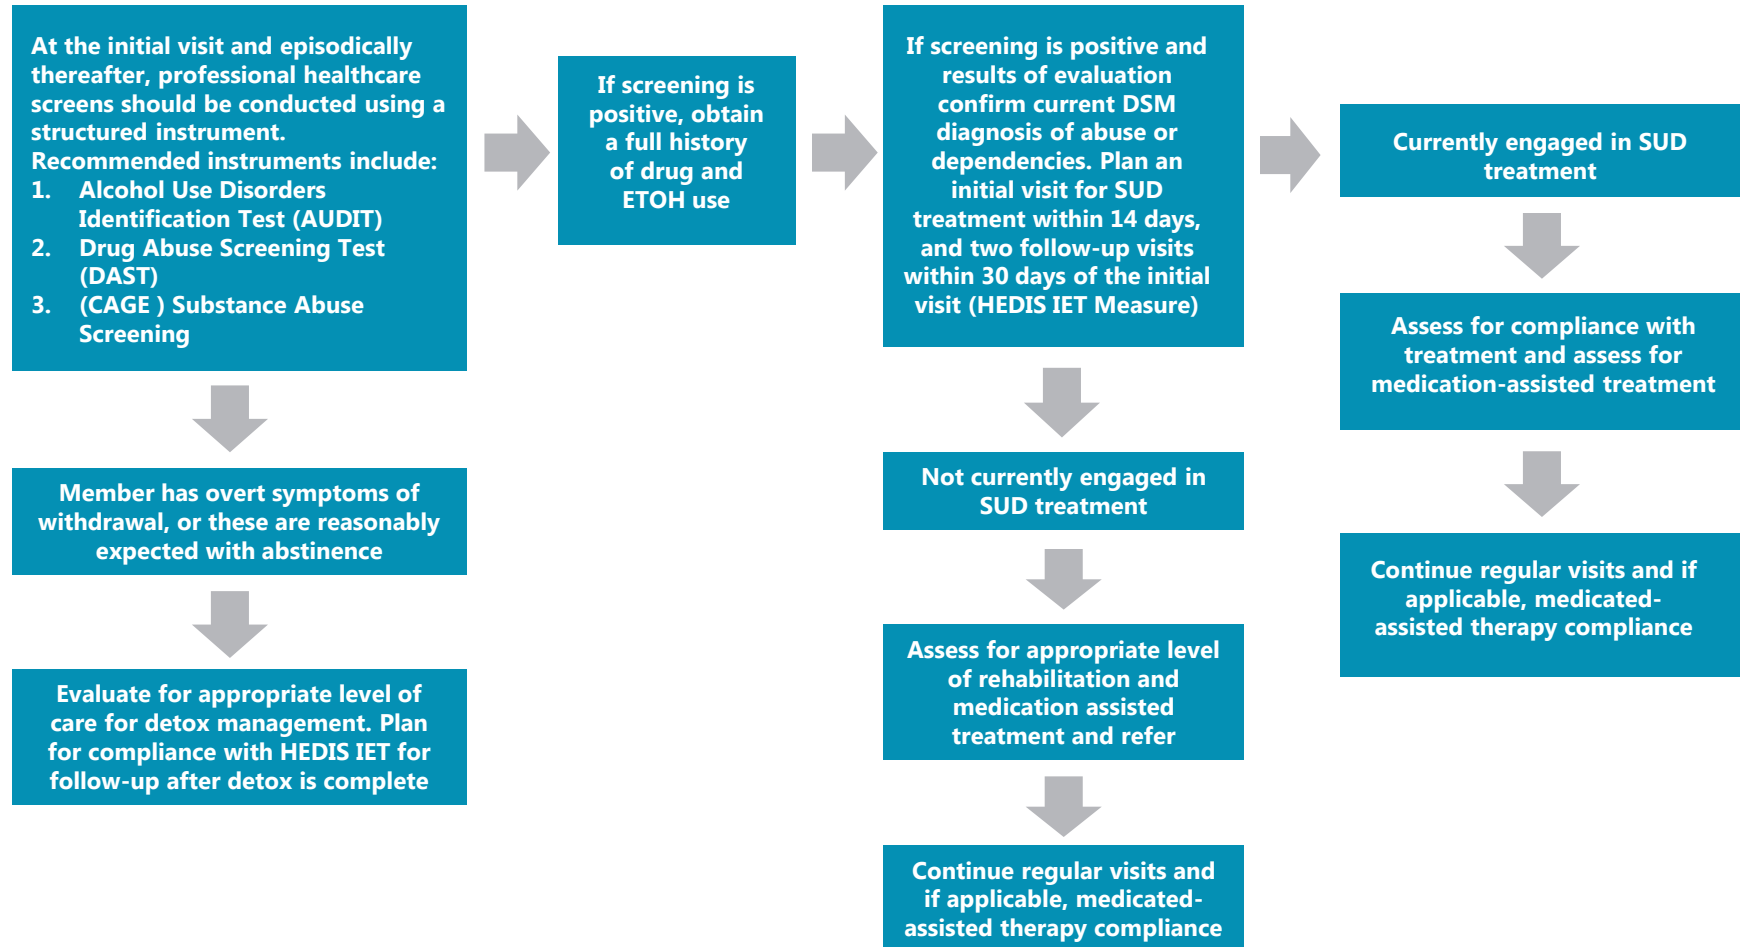 At the initial visit and episodically
thereafter, professional healthcare
screens should be conducted using a
structured instrument.
Recommended instruments include:
1. Alcohol Use Disorders
Identification Test (AUDIT)
2. Drug Abuse Screening Test
(DAST)
3. (CAGE ) Substance Abuse
Screening
Member has overt symptoms of
withdrawal, or these are reasonably
expected with abstinence
Evaluate for appropriate level of
care for detox management. Plan
for compliance with HEDIS IET for
follow-up after detox is complete
If screening is
positive, obtain
a full history
of drug and
ETOH use
If screening is positive and
results of evaluation
confirm current DSM
diagnosis of abuse or
dependencies. Plan an
initial visit for SUD
treatment within 14 days,
and two follow-up visits
within 30 days of the initial
visit (HEDIS IET Measure)
Not currently engaged in
SUD treatment
Assess for appropriate level
of rehabilitation and
medication assisted
treatment and refer
Continue regular visits and
if applicable, medicated-
assisted therapy compliance
Currently engaged in SUD
treatment
Assess for compliance with
treatment and assess for
medication-assisted treatment
Continue regular visits and if
applicable, medicated-
assisted therapy compliance